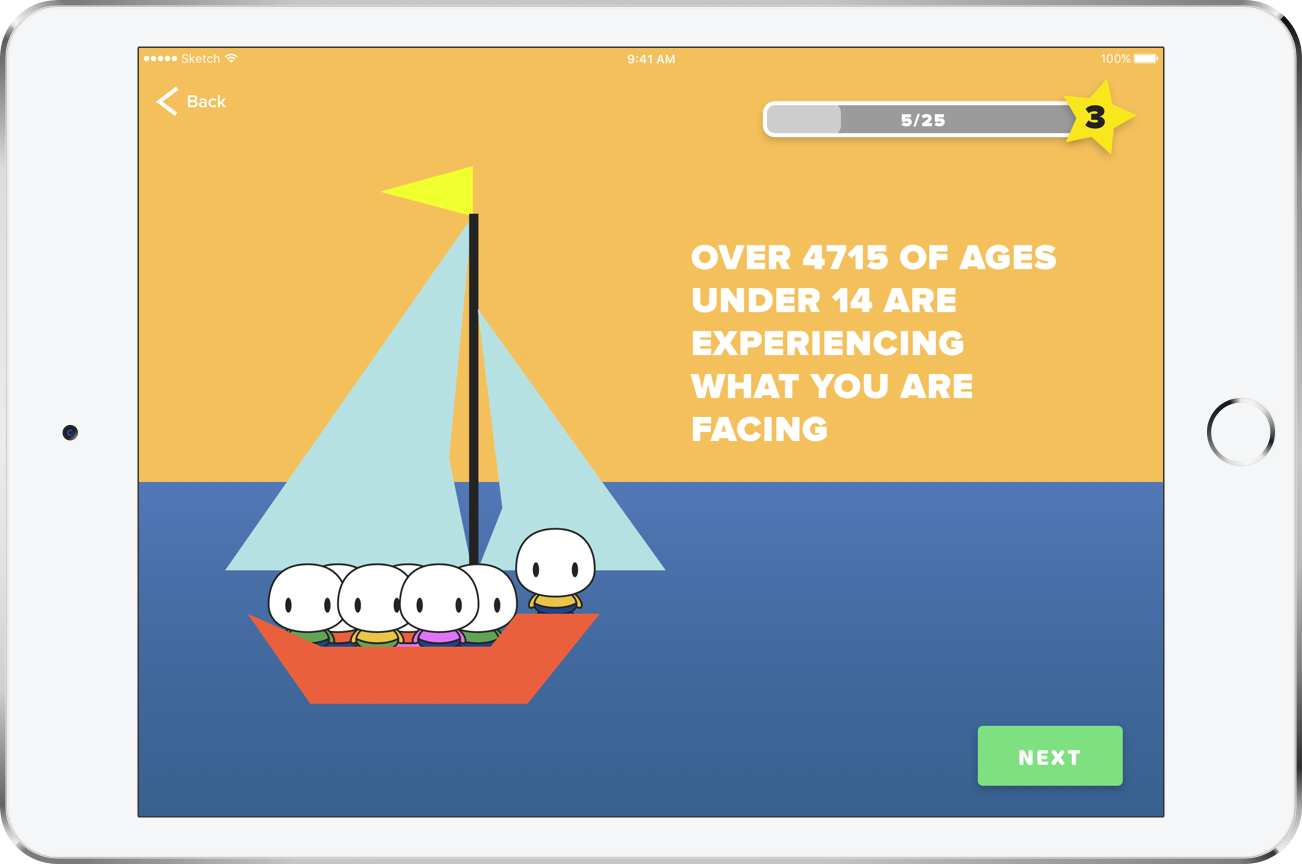 Sketch 9:41 AM 100%
Back
5/25 3
OVER 4715 OF AGES
UNDER 14 ARE
EXPERIENCING
WHAT YOU ARE
FACING
NEXT